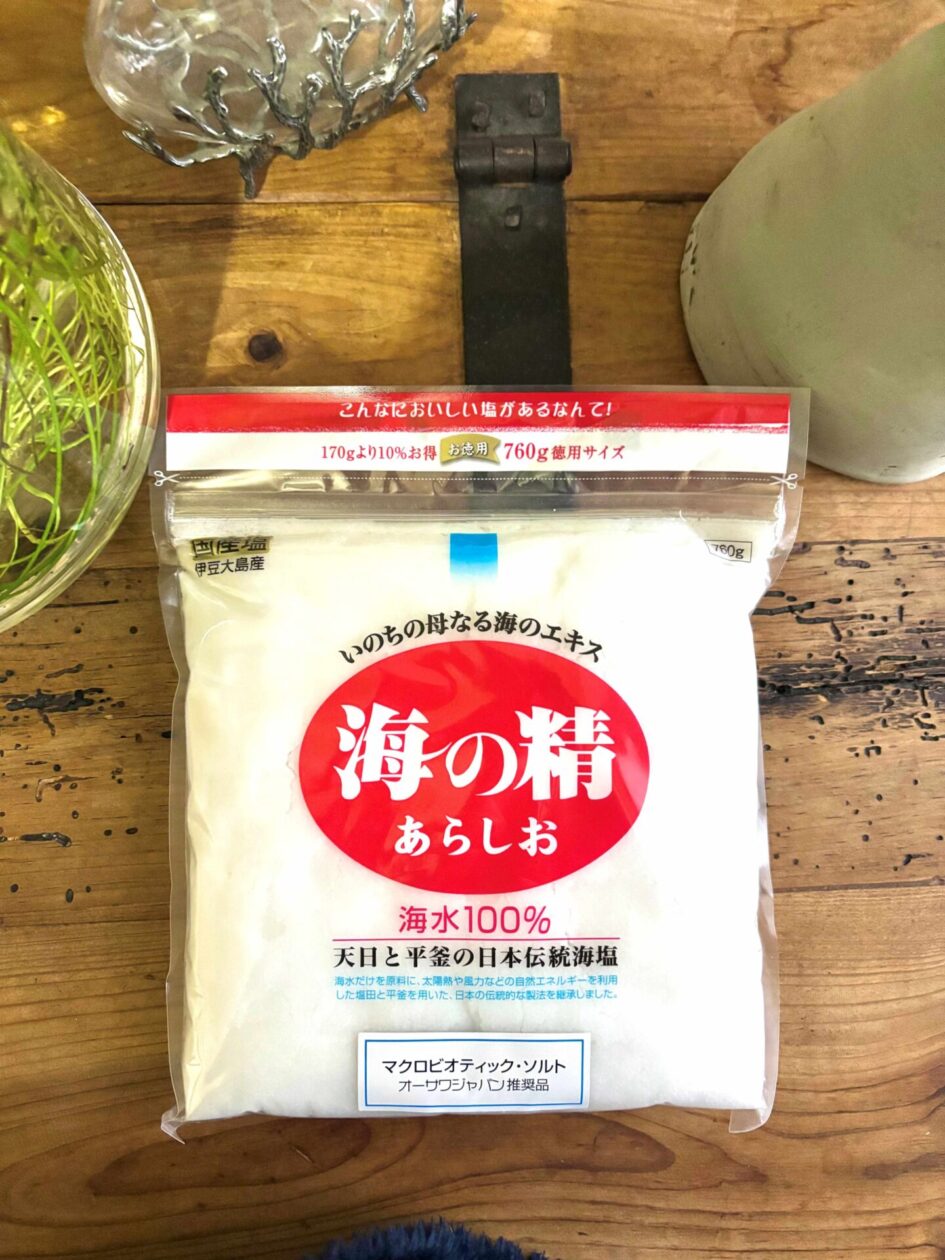 こんなにおいしい塩があるなんて!
170gより10%お得 お徳用 760g徳用サイズ
国産塩
伊豆大島産
760g
いのちの母なる海のエキス
海の精
あらしお
海水100%
天日と平釜の日本伝統海塩
海水だけを原料に、太陽熱や風力などの自然エネルギーを利用
した塩田と平釜を用いた、日本の伝統的な製法を継承しました。
マクロビオティック・ソルト
オーサワジャパン推奨品